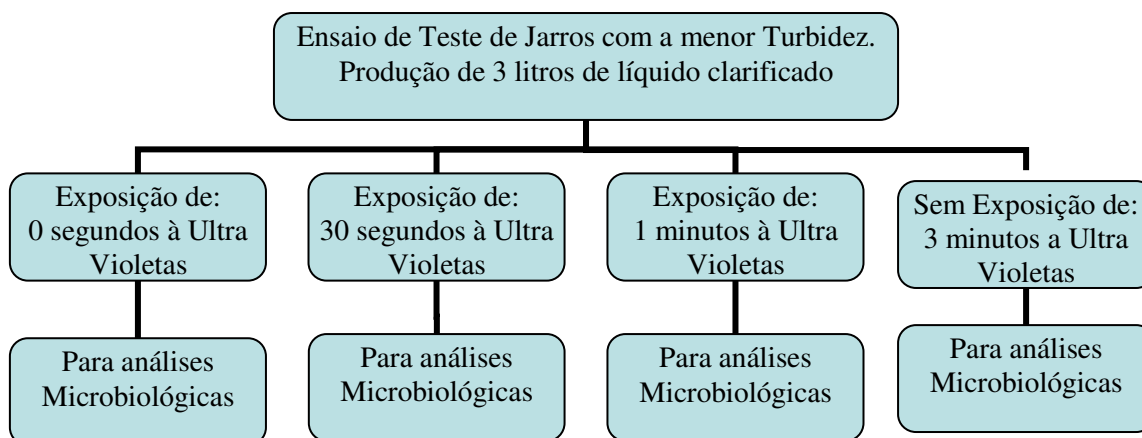 Ensaio de Teste de Jarros com a menor Turbidez.
Produção de 3 litros de líquido clarificado
Exposição de:
0 segundos à Ultra
Violetas
Exposição de:
30 segundos à Ultra
Violetas
Exposição de:
1 minutos à Ultra
Violetas
Sem Exposição de:
3 minutos a Ultra
Violetas
Para análises
Microbiológicas
Para análises
Microbiológicas
Para análises
Microbiológicas
Para análises
Microbiológicas